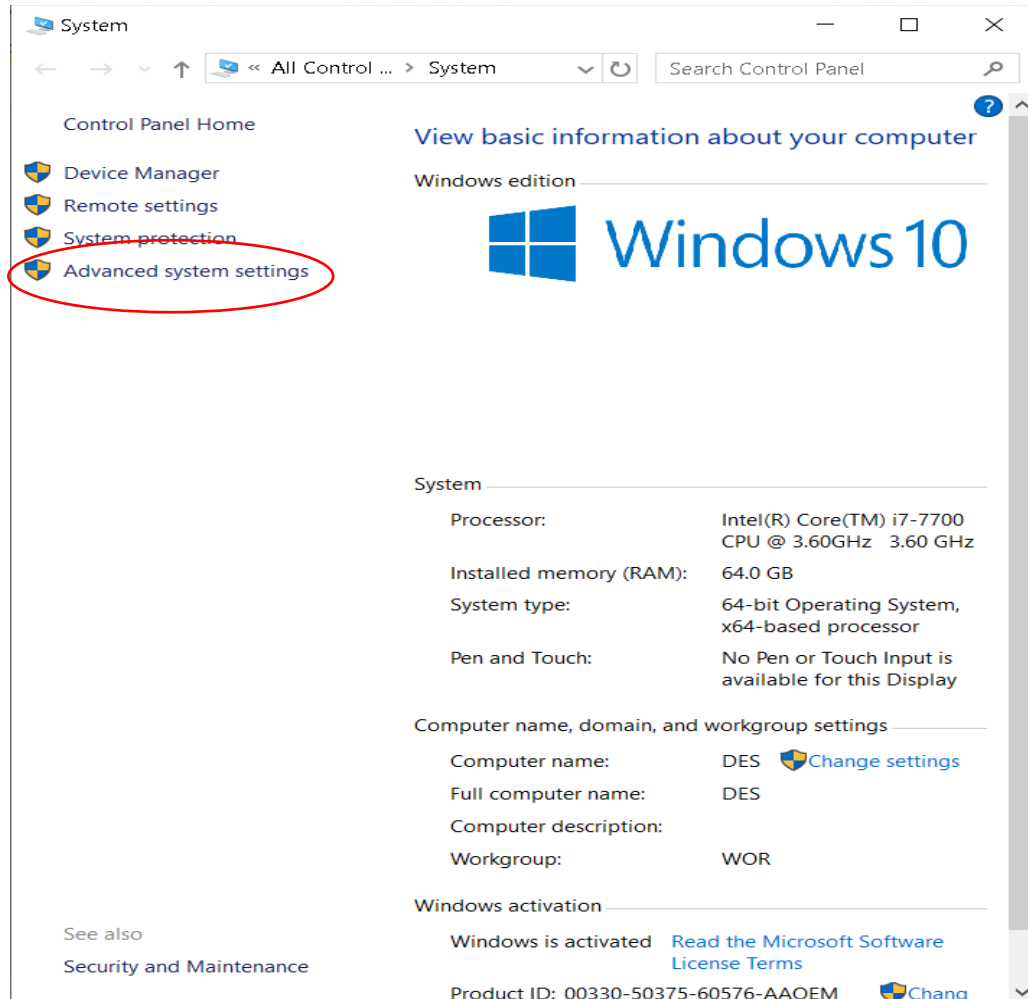 System
« All Control ... > System
Search Control Panel
?
Control Panel Home
Device Manager
Remote settings
System protection
Advanced system settings
See also
Security and Maintenance
View basic information about your computer
Windows edition
Windows 10
System
Processor: Intel(R) Core(TM) i7-7700
CPU @ 3.60GHz 3.60 GHz
Installed memory (RAM): 64.0 GB
System type: 64-bit Operating System,
x64-based processor
Pen and Touch: No Pen or Touch Input is
available for this Display
Computer name, domain, and workgroup settings
Computer name: DES Change settings
Full computer name: DES
Computer description:
Workgroup: WOR
Windows activation
Windows is activated Read the Microsoft Software
License Terms
Product ID: 00330-50375-60576-AAOEM Chang